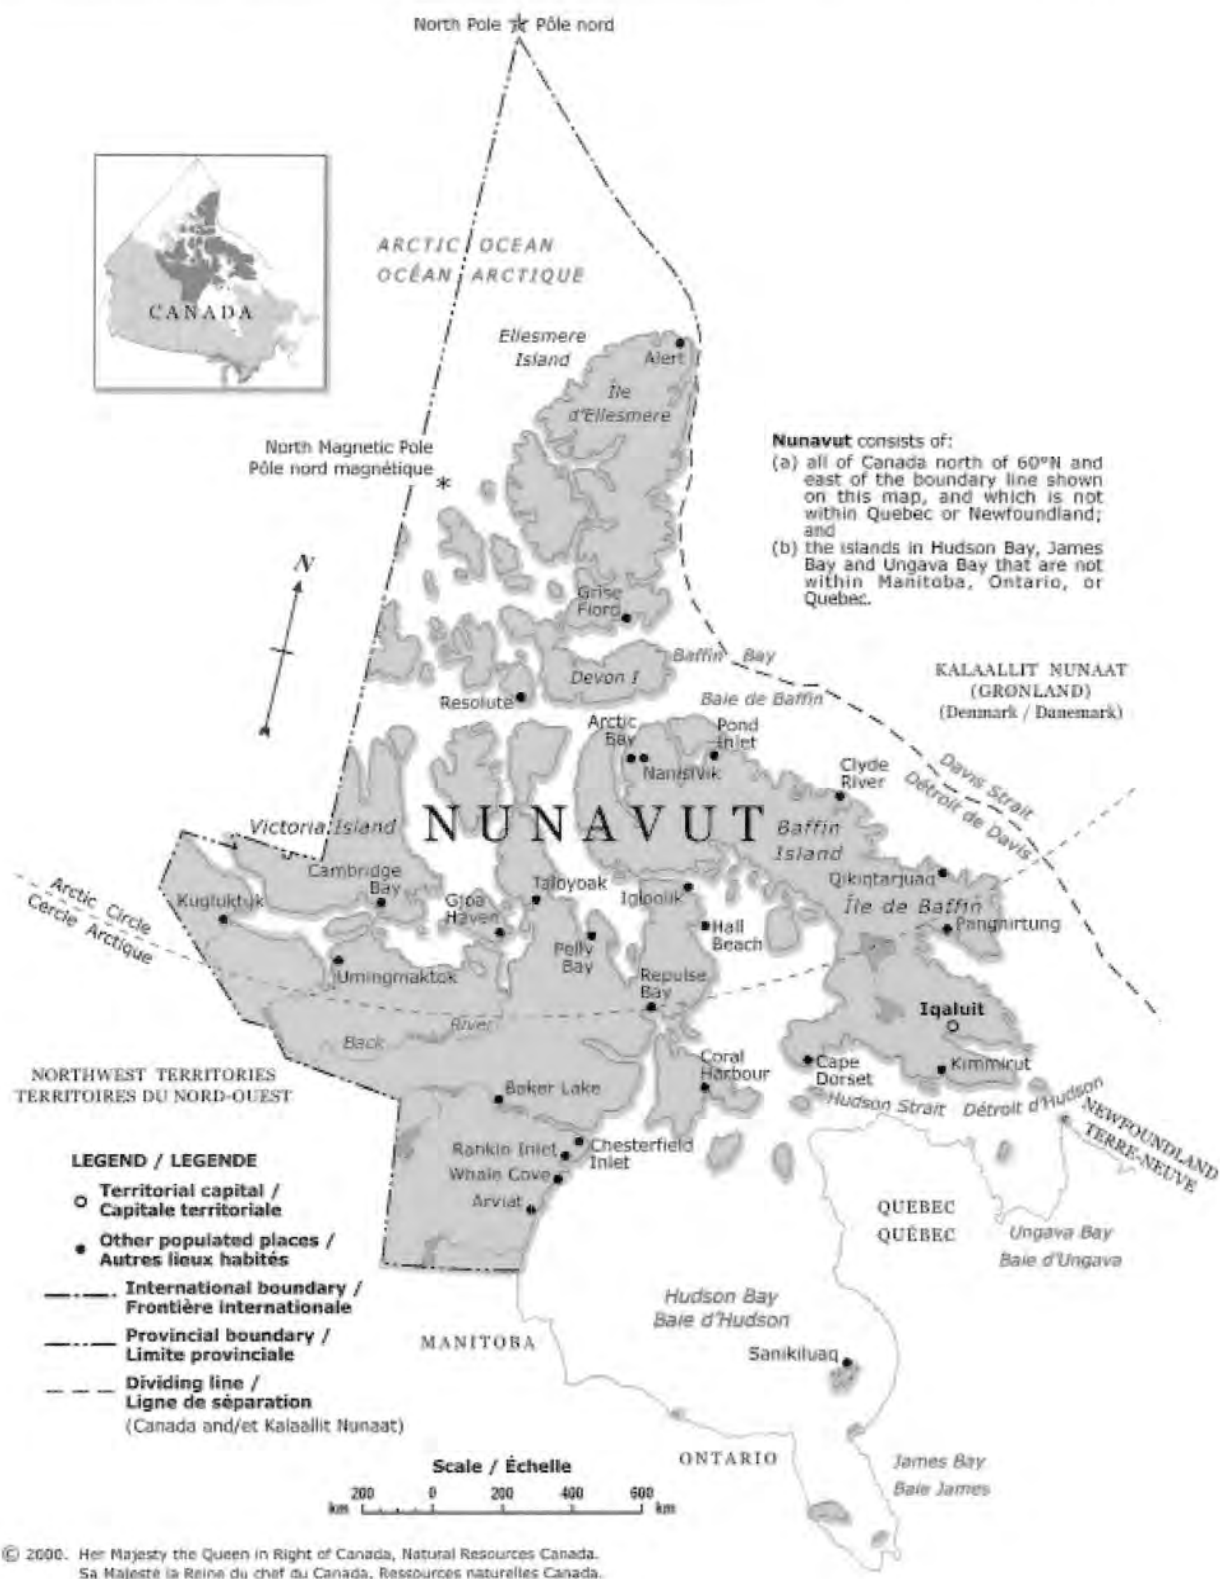 North Pole Pôle nord
CANADA
ARCTIC OCEAN
OCÉAN ARCTIQUE
Ellesmere
Island
Alert
Île
d'Ellesmere
North Magnetic Pole
Pôle nord magnétique
Nunavut consists of:
(a) all of Canada north of 60°N and
east of the boundary line shown
on this map, and which is not
within Quebec or Newfoundland;
and
(b) the islands in Hudson Bay, James
Bay and Ungava Bay that are not
within Manitoba, Ontario, or
Quebec.
N
Grise
Fiord
Baffin Bay
Baie de Baffin
Devon I
Resolute
KALAALLIT NUNAAT
(GRØNLAND)
(Denmark / Danemark)
Arctic
Bay
Nanisivik
Pond
Inlet
Clyde
River
Davis Strait
Détroit de Davis
NUNAVUT
Victoria Island
Baffin
Island
Cambridge
Bay
Arctic Circle
Cercle Arctique
Kugluktuk
Gjoa
Haven
Taloyoak
Igloolik
Qikiqtarjuaq
Île de Baffin
Pangnirtung
Hall
Beach
Pelly
Bay
Umingmaktok
Repulse
Bay
Iqaluit
Back River
NORTHWEST TERRITORIES
TERRITOIRES DU NORD-OUEST
Baker Lake
Coral
Harbour
Cape
Dorset
Kimmirut
Hudson Strait Détroit d'Hudson
NEWFOUNDLAND
TERRE-NEUVE
Rankin Inlet
Chesterfield
Inlet
Whale Cove
Arviat
QUEBEC
QUÉBEC
Ungava Bay
Baie d'Ungava
LEGEND / LEGENDE
Territorial capital /
Capitale territoriale
Other populated places /
Autres lieux habités
International boundary /
Frontière internationale
Provincial boundary /
Limite provinciale
Dividing line /
Ligne de séparation
(Canada and/et Kalaallit Nunaat)
Hudson Bay
Baie d'Hudson
MANITOBA
Sanikiluaq
ONTARIO
James Bay
Baie James
Scale / Échelle
200 0 200 400 600
km km
© 2000. Her Majesty the Queen in Right of Canada, Natural Resources Canada.
Sa Majesté la Reine du chef du Canada, Ressources naturelles Canada.